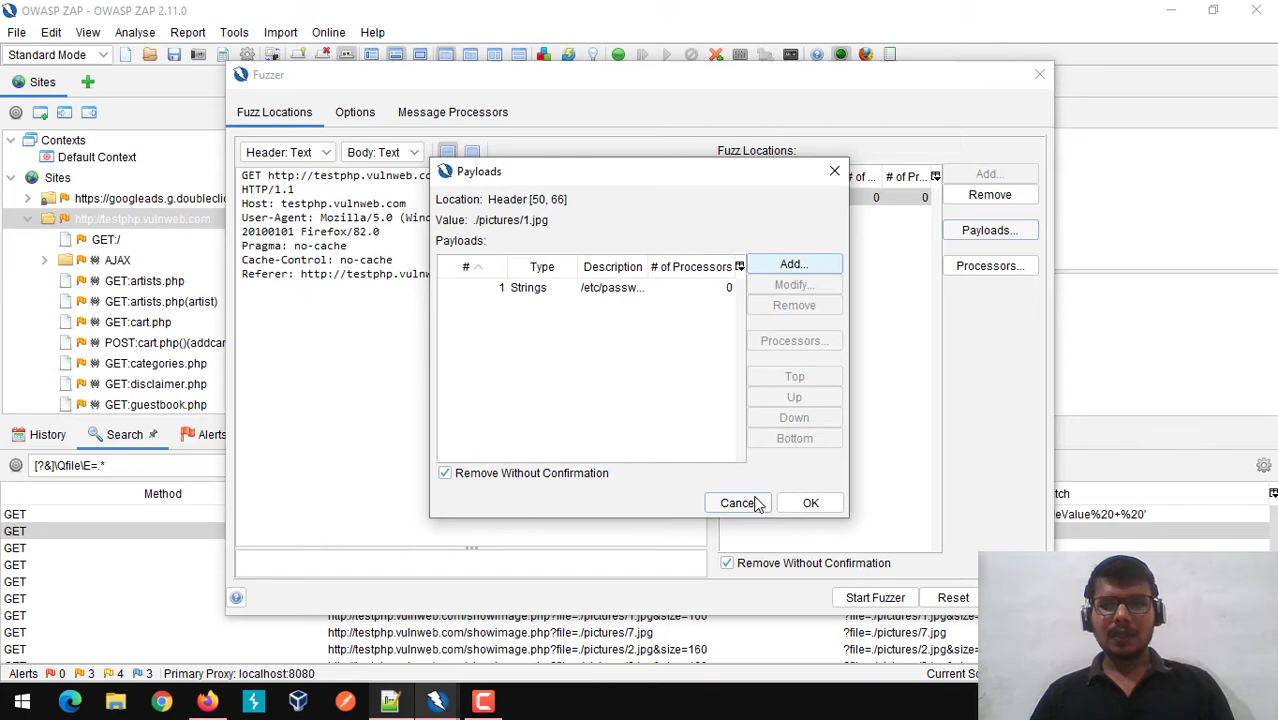 OWASP ZAP - OWASP ZAP 2.11.0
File Edit View Analyse Report Tools Import Online Help
Standard Mode
Sites
Contexts
Default Context
Sites
https://googleads.g.doubleclic
http://testphp.vulnweb.com
GET:/
AJAX
GET:artists.php
GET:artists.php(artist)
GET:cart.php
POST:cart.php()(addcar
GET:categories.php
GET:disclaimer.php
GET:guestbook.php
Fuzzer
Fuzz Locations Options Message Processors
Header: Text Body: Text
GET http://testphp.vulnweb.co
HTTP/1.1
Host: testphp.vulnweb.com
User-Agent: Mozilla/5.0 (Wind
20100101 Firefox/82.0
Pragma: no-cache
Cache-Control: no-cache
Referer: http://testphp.vulnw
Fuzz Locations:
# of ... # of Pr...
0 0
Add...
Remove
Payloads...
Processors...
Remove Without Confirmation
Start Fuzzer Reset
Payloads
Location: Header [50, 66]
Value: ./pictures/1.jpg
Payloads:
# Type Description # of Processors
1 Strings /etc/passw... 0
Add...
Modify...
Remove
Processors...
Top
Up
Down
Bottom
Remove Without Confirmation
Cancel OK
History Search Alerts
[?&]\Qfile\E=.*
Method
tch
GET
eValue%20+%20'
GET
GET
GET
GET
GET
GET http://testphp.vulnweb.com/showimage.php?file=./pictures/7.jpg&size=160 ?file=./pictures/7.jpg&size=160
GET http://testphp.vulnweb.com/showimage.php?file=./pictures/7.jpg ?file=./pictures/7.jpg
GET http://testphp.vulnweb.com/showimage.php?file=./pictures/2.jpg&size=160 ?file=./pictures/2.jpg&size=160
Alerts 0 3 4 3 Primary Proxy: localhost:8080
Current Sc